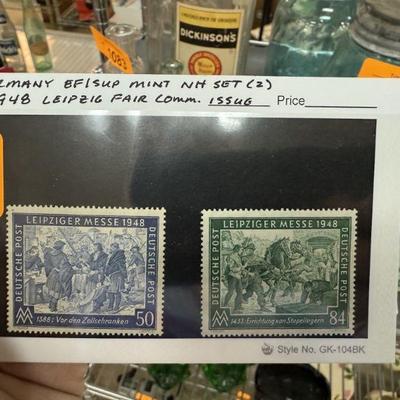 DICKINSON'S
1083
RMANY EF/SUP MINT NH SET (2)
948 LEIPZIG FAIR COMM. ISSUE Price
LEIPZIGER MESSE 1948
DEUTSCHE POST
DEUTSCHE POST
1388: Vor den Zollschranken
50
LEIPZIGER MESSE 1948
DEUTSCHE POST
DEUTSCHE POST
1433: Errichtung von Stapellagern
84
Style No. GK-104BK